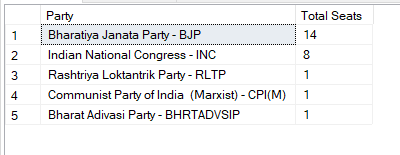 Party Total Seats
1 Bharatiya Janata Party - BJP 14
2 Indian National Congress - INC 8
3 Rashtriya Loktantrik Party - RLTP 1
4 Communist Party of India  (Marxist) - CPI(M) 1
5 Bharat Adivasi Party - BHRTADVSIP 1